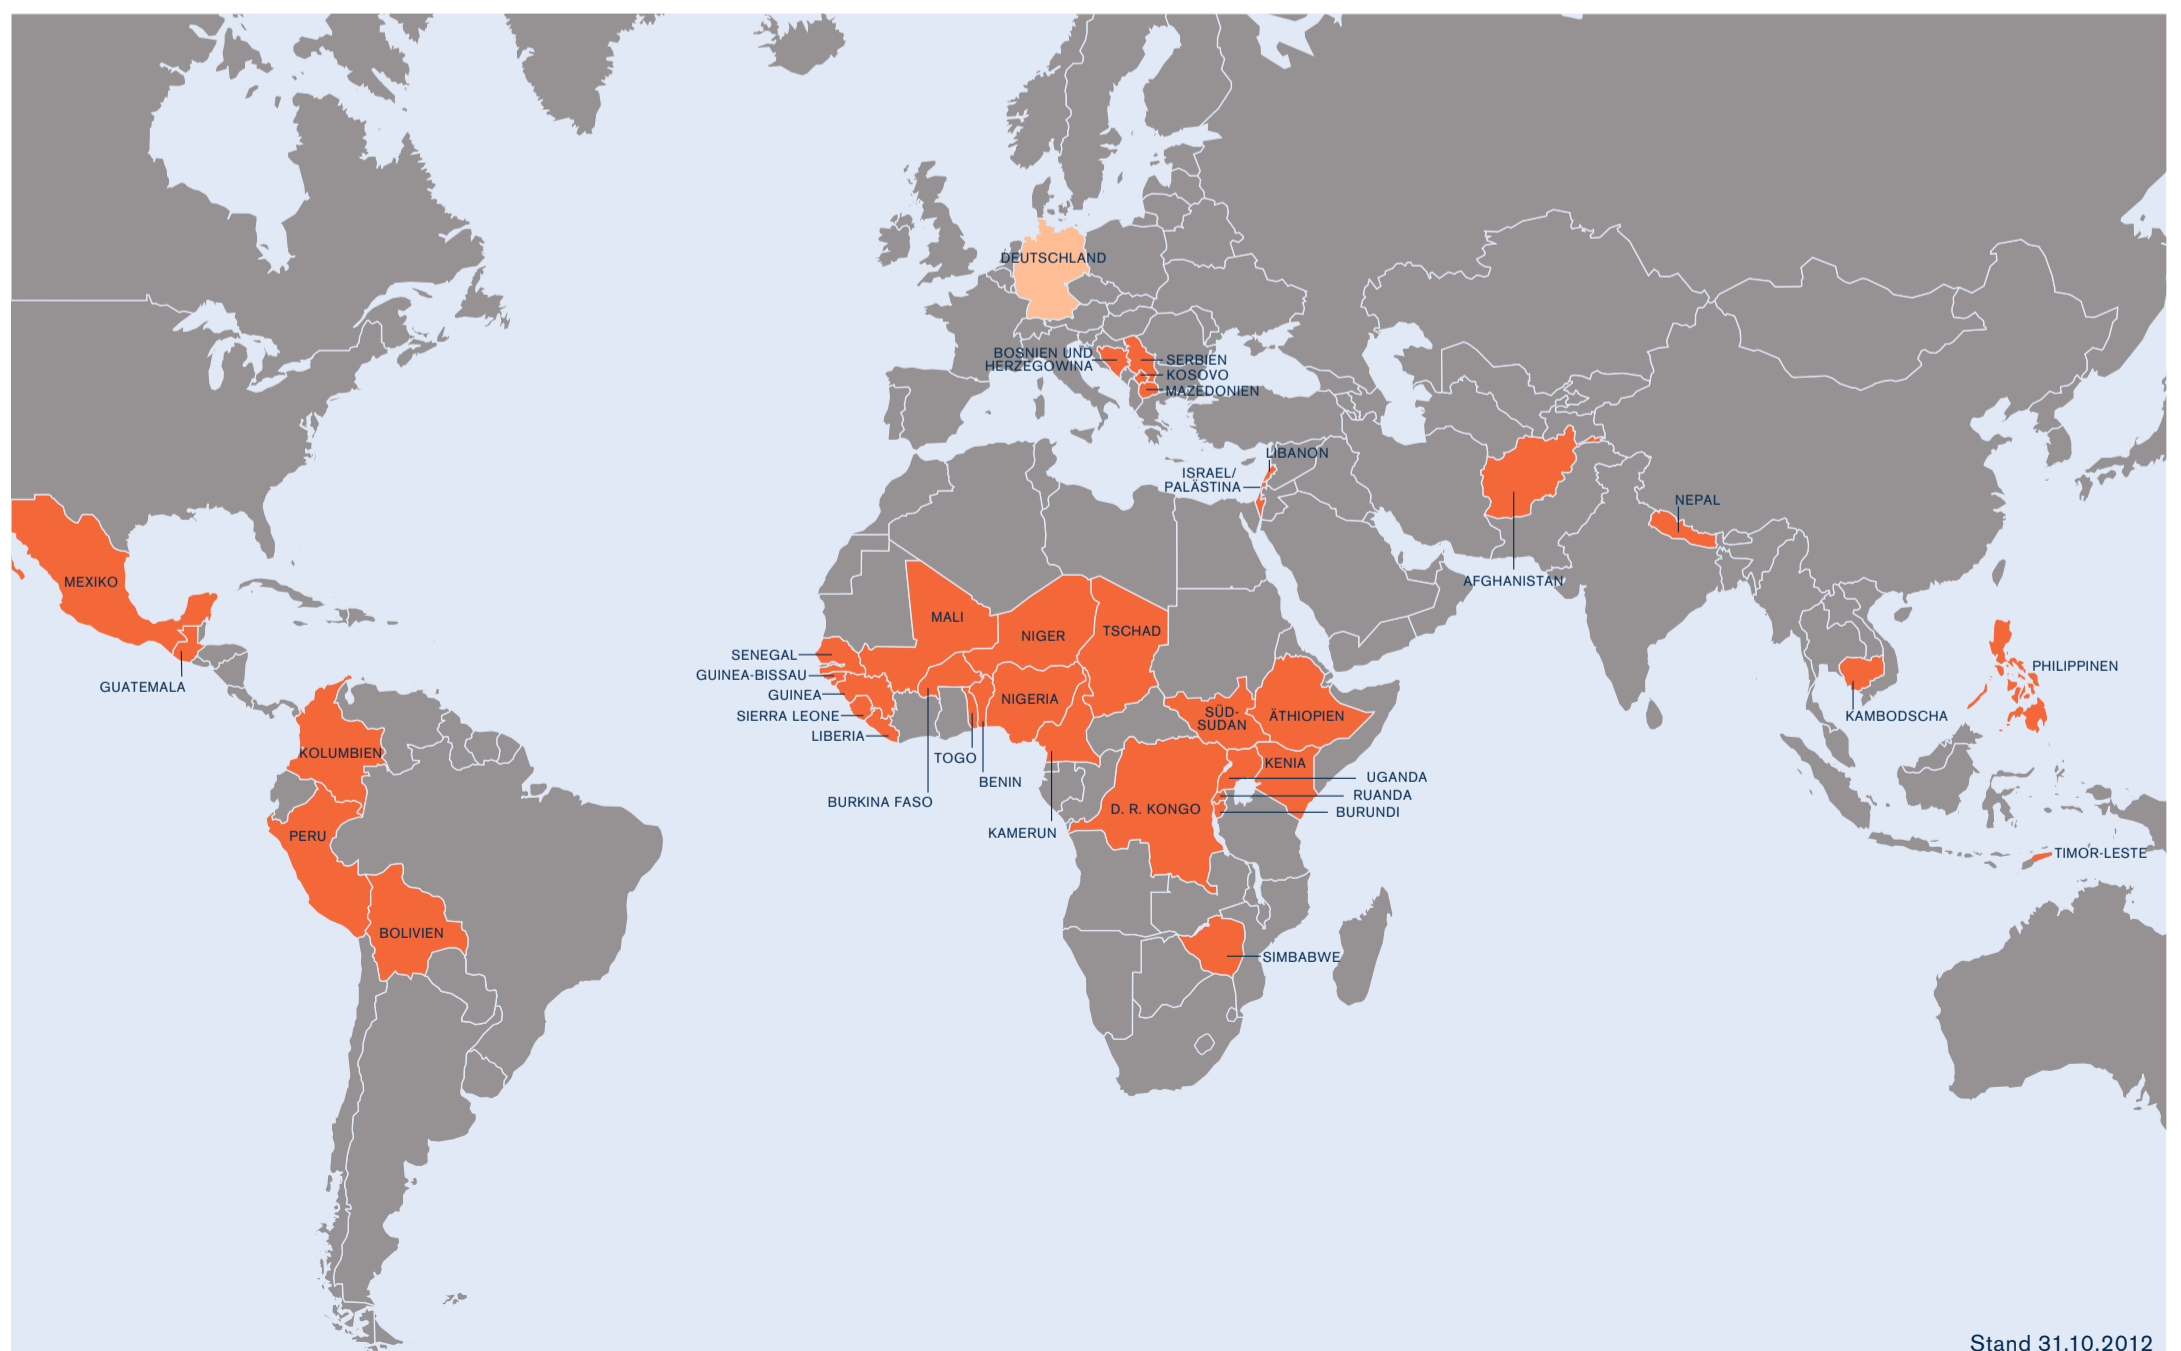 DEUTSCHLAND
BOSNIEN UND
HERZEGOWINA
SERBIEN
KOSOVO
MAZEDONIEN
LIBANON
ISRAEL/
PALÄSTINA
NEPAL
AFGHANISTAN
MEXIKO
GUATEMALA
MALI
NIGER
TSCHAD
SENEGAL
GUINEA-BISSAU
GUINEA
SIERRA LEONE
LIBERIA
NIGERIA
SÜD-
SUDAN
ÄTHIOPIEN
PHILIPPINEN
KAMBODSCHA
KOLUMBIEN
TOGO
BENIN
BURKINA FASO
KAMERUN
KENIA
UGANDA
RUANDA
BURUNDI
D. R. KONGO
PERU
TIMOR-LESTE
BOLIVIEN
SIMBABWE
Stand 31.10.2012